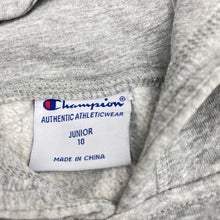 Champion
AUTHENTIC ATHLETICWEAR
JUNIOR
10
MADE IN CHINA